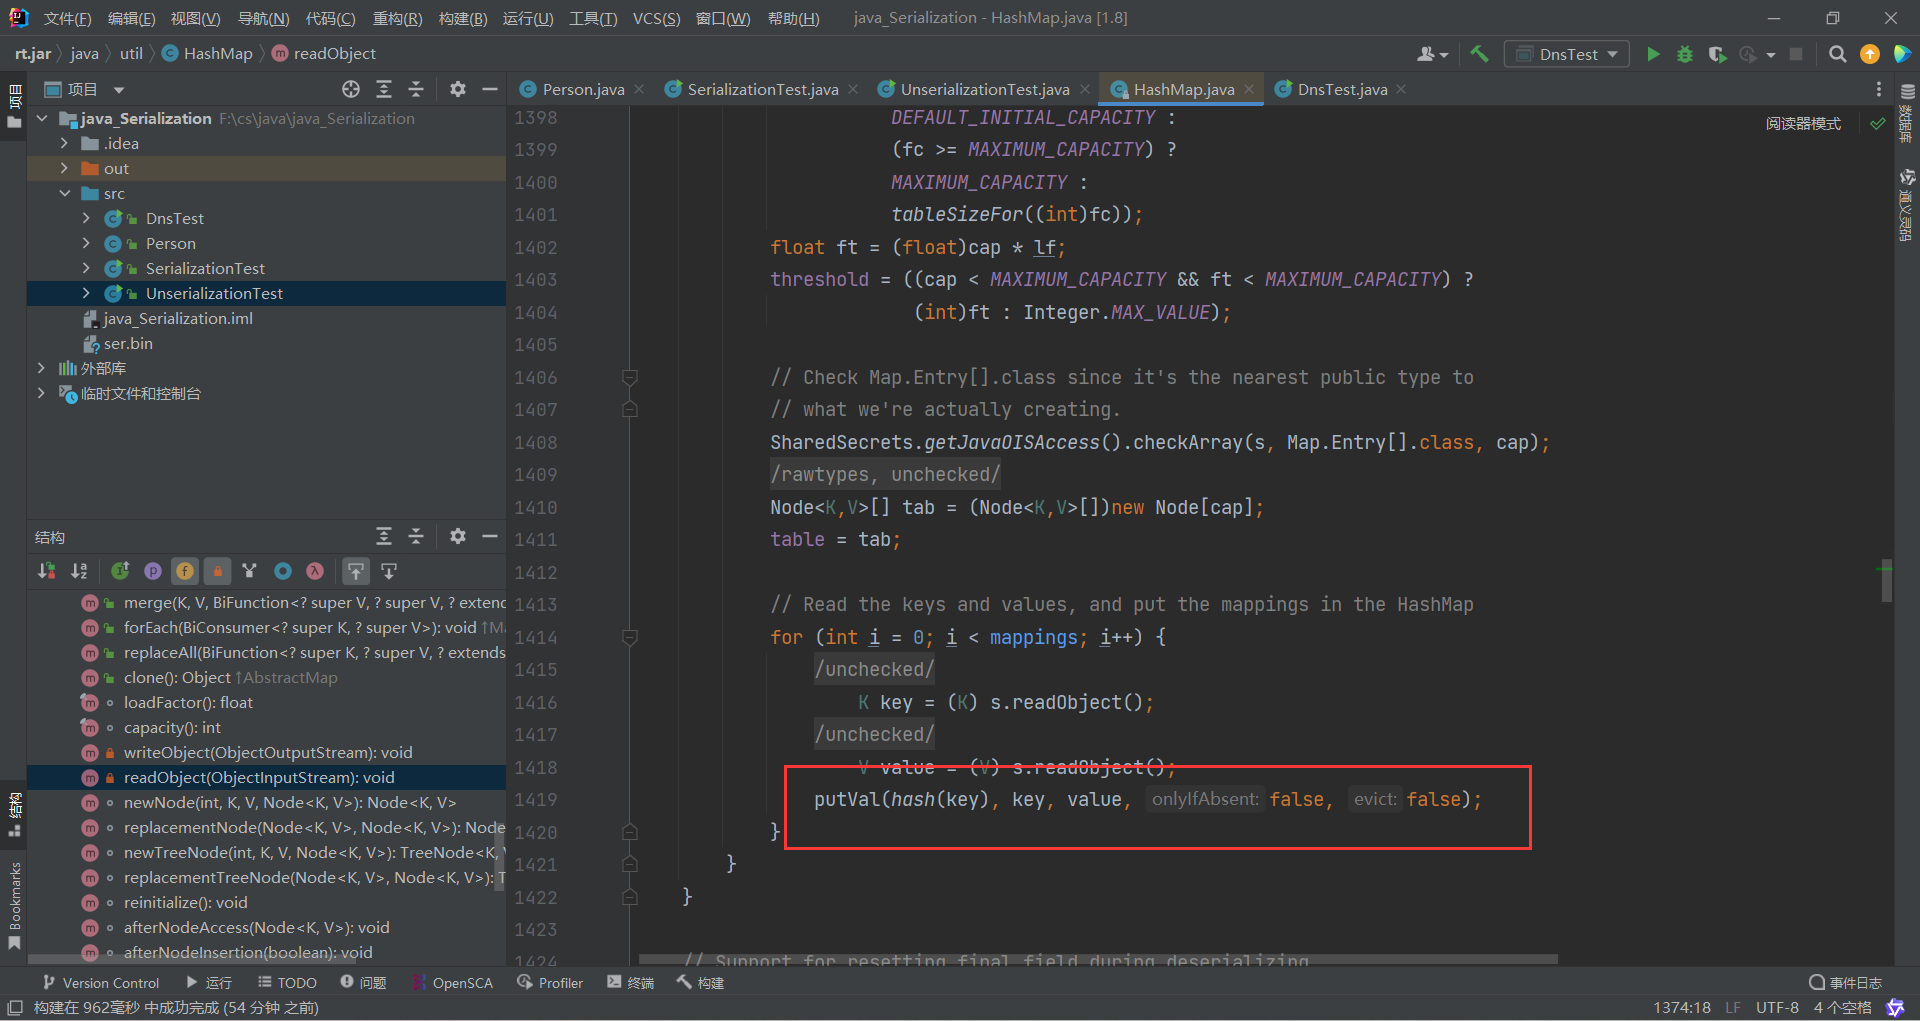 文件(F) 编辑(E) 视图(V) 导航(N) 代码(C) 重构(R) 构建(B) 运行(U) 工具(T) VCS(S) 窗口(W) 帮助(H) java_Serialization - HashMap.java [1.8]
rt.jar java util HashMap readObject DnsTest
项目
项目
java_Serialization F:\cs\java\java_Serialization
.idea
out
src
DnsTest
Person
SerializationTest
UnserializationTest
java_Serialization.iml
ser.bin
外部库
临时文件和控制台
结构
merge(K, V, BiFunction<? super V, ? super V, ? extend
forEach(BiConsumer<? super K, ? super V>): void ↑Ma
replaceAll(BiFunction<? super K, ? super V, ? extends
clone(): Object ↑AbstractMap
loadFactor(): float
capacity(): int
writeObject(ObjectOutputStream): void
readObject(ObjectInputStream): void
newNode(int, K, V, Node<K, V>): Node<K, V>
replacementNode(Node<K, V>, Node<K, V>): Node
newTreeNode(int, K, V, Node<K, V>): TreeNode<K, V
replacementTreeNode(Node<K, V>, Node<K, V>): T
reinitialize(): void
afterNodeAccess(Node<K, V>): void
afterNodeInsertion(boolean): void
结构
Bookmarks
Person.java SerializationTest.java UnserializationTest.java HashMap.java DnsTest.java
阅读器模式
数据库
通义灵码
1398 DEFAULT_INITIAL_CAPACITY :
1399 (fc >= MAXIMUM_CAPACITY) ?
1400 MAXIMUM_CAPACITY :
1401 tableSizeFor((int)fc));
1402 float ft = (float)cap * lf;
1403 threshold = ((cap < MAXIMUM_CAPACITY && ft < MAXIMUM_CAPACITY) ?
1404 (int)ft : Integer.MAX_VALUE);
1405
1406 // Check Map.Entry[].class since it's the nearest public type to
1407 // what we're actually creating.
1408 SharedSecrets.getJavaOISAccess().checkArray(s, Map.Entry[].class, cap);
1409 /rawtypes, unchecked/
1410 Node<K,V>[] tab = (Node<K,V>[])new Node[cap];
1411 table = tab;
1412
1413 // Read the keys and values, and put the mappings in the HashMap
1414 for (int i = 0; i < mappings; i++) {
1415 /unchecked/
1416 K key = (K) s.readObject();
1417 /unchecked/
1418 V value = (V) s.readObject();
1419 putVal(hash(key), key, value, onlyIfAbsent: false, evict: false);
1420 }
1421 }
1422 }
1423
1424 // Support for resetting final field during deserializing
Version Control 运行 TODO 问题 OpenSCA Profiler 终端 构建 事件日志
构建在 962毫秒 中成功完成 (54 分钟 之前) 1374:18 LF UTF-8 4 个空格